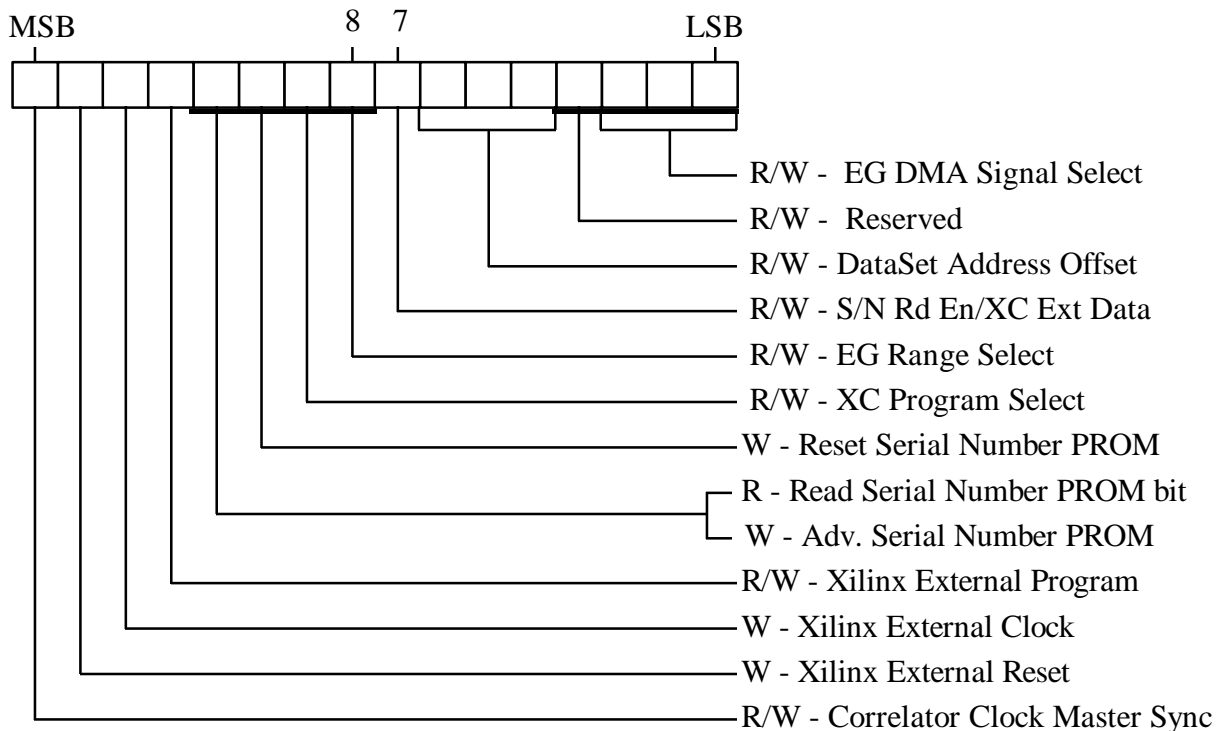 MSB 8 7 LSB
R/W - EG DMA Signal Select
R/W - Reserved
R/W - DataSet Address Offset
R/W - S/N Rd En/XC Ext Data
R/W - EG Range Select
R/W - XC Program Select
W - Reset Serial Number PROM
R - Read Serial Number PROM bit
W - Adv. Serial Number PROM
R/W - Xilinx External Program
W - Xilinx External Clock
W - Xilinx External Reset
R/W - Correlator Clock Master Sync